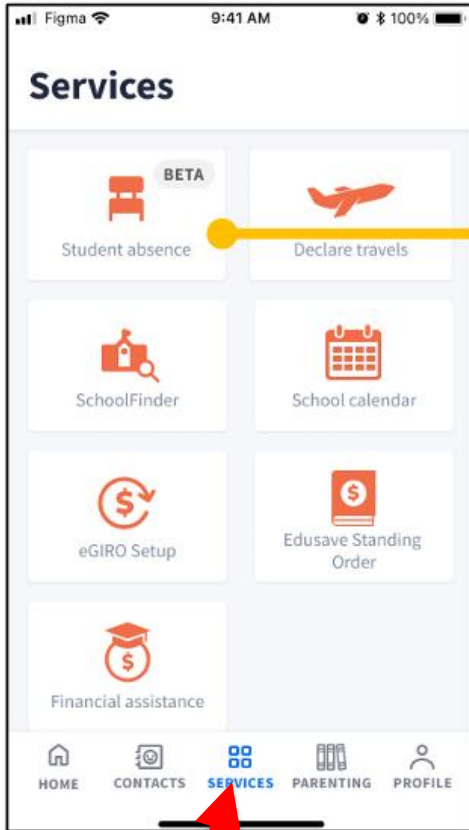 Figma 9:41 AM 100%
Services
BETA
Student absence
Declare travels
SchoolFinder
School calendar
$
eGIRO Setup
$
Edusave Standing
Order
$
Financial assistance
HOME CONTACTS SERVICES PARENTING PROFILE